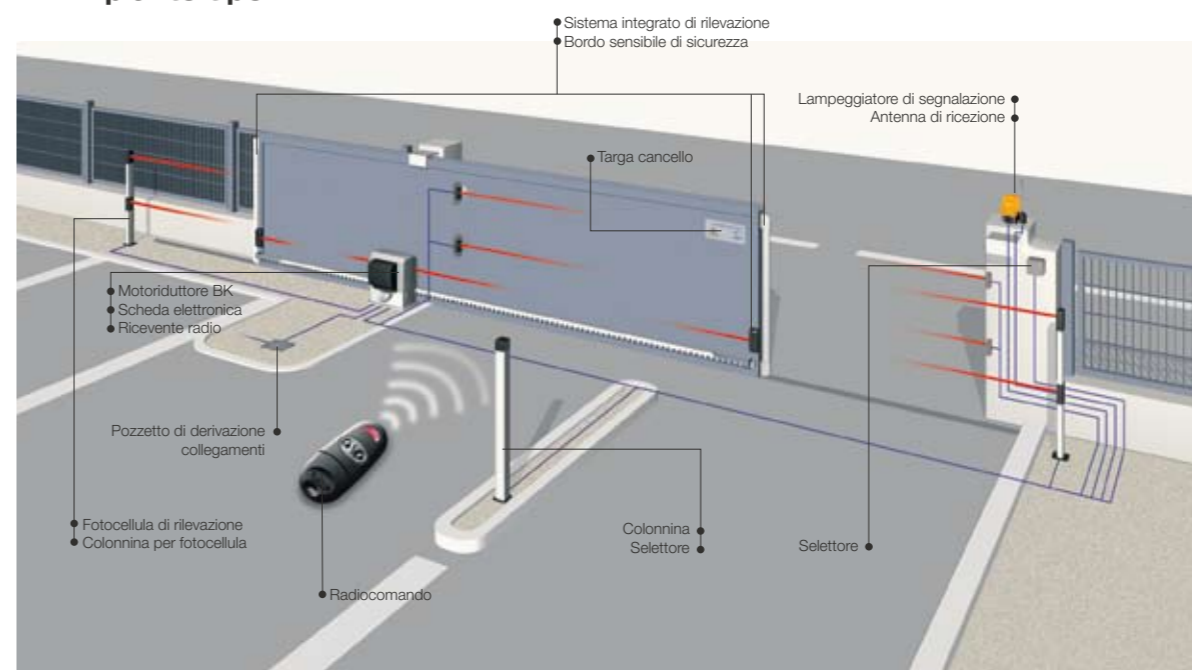 Sistema integrato di rilevazione
Bordo sensibile di sicurezza
Lampeggiatore di segnalazione
Antenna di ricezione
Targa cancello
Motoriduttore BK
Scheda elettronica
Ricevente radio
Pozzetto di derivazione
collegamenti
Fotocellula di rilevazione
Colonnina per fotocellula
Colonnina
Selettore
Selettore
Radiocomando